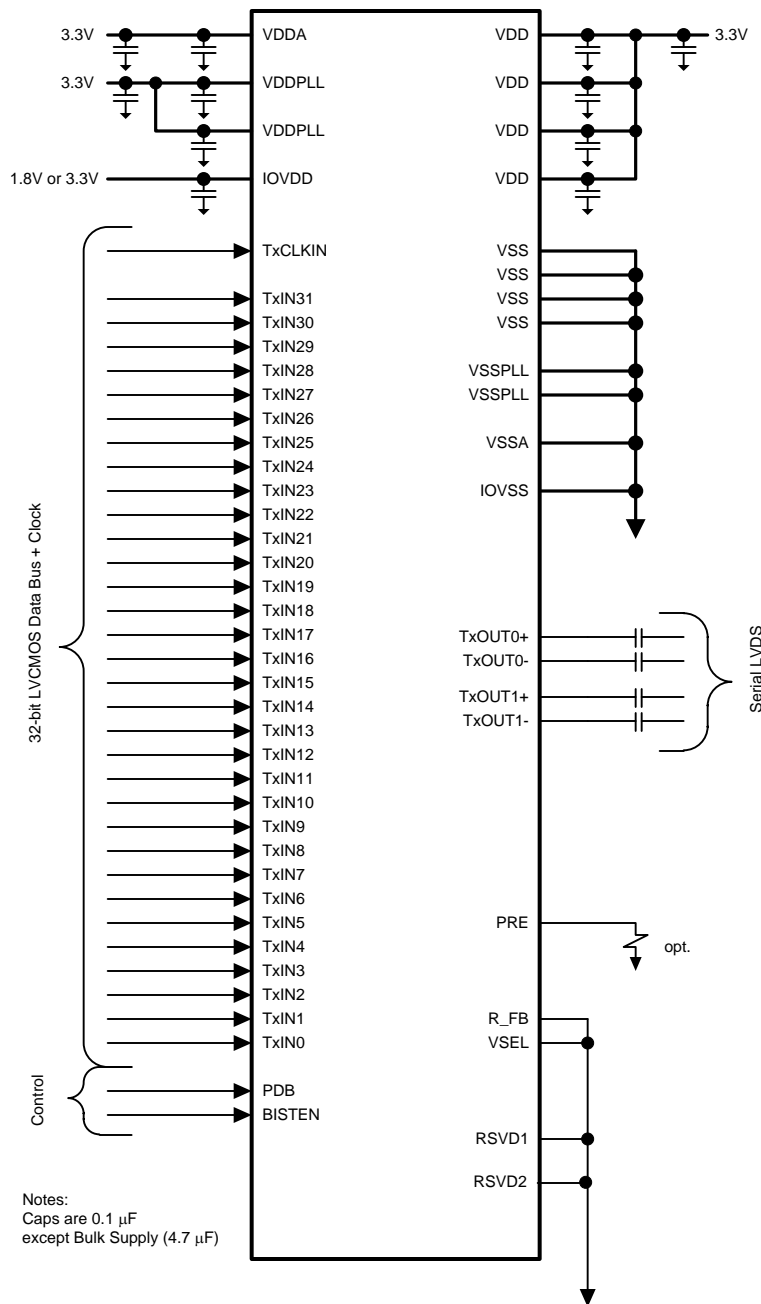 3.3V
VDDA
VDD
3.3V
3.3V
VDDPLL
VDD
VDDPLL
VDD
1.8V or 3.3V
IOVDD
VDD
TxCLKIN
TxIN31
TxIN30
TxIN29
TxIN28
TxIN27
TxIN26
TxIN25
TxIN24
TxIN23
TxIN22
TxIN21
TxIN20
TxIN19
TxIN18
TxIN17
TxIN16
TxIN15
TxIN14
TxIN13
TxIN12
TxIN11
TxIN10
TxIN9
TxIN8
TxIN7
TxIN6
TxIN5
TxIN4
TxIN3
TxIN2
TxIN1
TxIN0
32-bit LVCMOS Data Bus + Clock
PDB
BISTEN
Control
VSS
VSS
VSS
VSS
VSSPLL
VSSPLL
VSSA
IOVSS
TxOUT0+
TxOUT0-
TxOUT1+
TxOUT1-
Serial LVDS
PRE
opt.
R_FB
VSEL
RSVD1
RSVD2
Notes:
Caps are 0.1 μF
except Bulk Supply (4.7 μF)